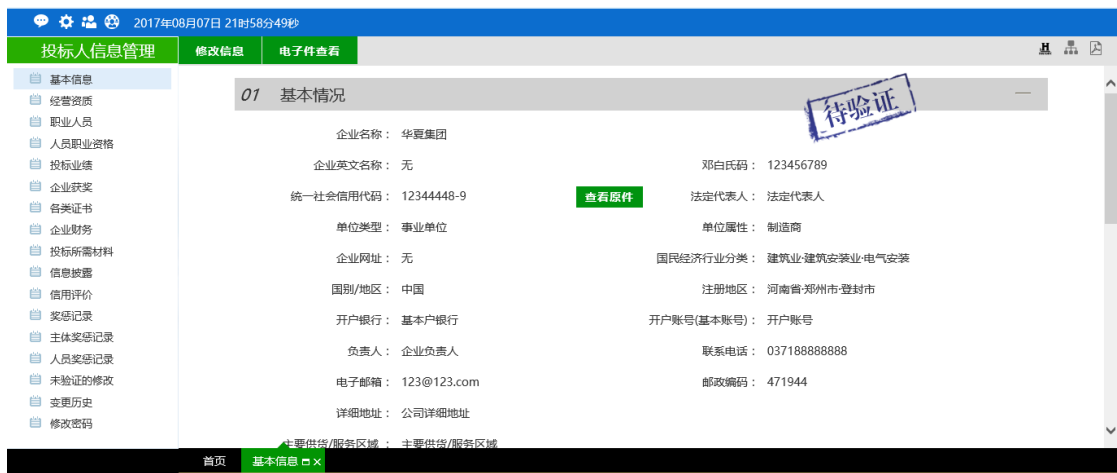 2017年08月07日 21时58分49秒
投标人信息管理
修改信息 电子件查看
基本信息
经营资质
职业人员
人员职业资格
投标业绩
企业获奖
各类证书
企业财务
投标所需材料
信息披露
信用评价
奖惩记录
主体奖惩记录
人员奖惩记录
未验证的修改
变更历史
修改密码
01 基本情况
待验证
企业名称： 华夏集团
企业英文名称： 无 邓白氏码： 123456789
统一社会信用代码： 12344448-9 查看原件 法定代表人： 法定代表人
单位类型： 事业单位 单位属性： 制造商
企业网址： 无 国民经济行业分类： 建筑业·建筑安装业·电气安装
国别/地区： 中国 注册地区： 河南省·郑州市·登封市
开户银行： 基本户银行 开户账号(基本账号)： 开户账号
负责人： 企业负责人 联系电话： 037188888888
电子邮箱： 123@123.com 邮政编码： 471944
详细地址： 公司详细地址
主要供货/服务区域 ： 主要供货/服务区域
首页 基本信息